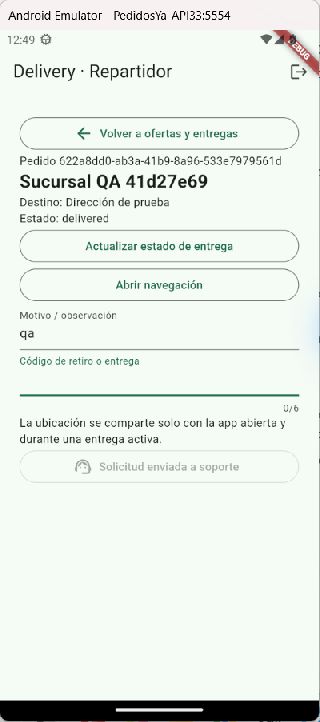 Android Emulator - PedidosYa-API33:5554
12:49
DEBUG
Delivery · Repartidor
Volver a ofertas y entregas
Pedido 622a8dd0-ab3a-41b9-8a96-533e7979561d
Sucursal QA 41d27e69
Destino: Dirección de prueba
Estado: delivered
Actualizar estado de entrega
Abrir navegación
Motivo / observación
qa
Código de retiro o entrega
0/6
La ubicación se comparte solo con la app abierta y
durante una entrega activa.
Solicitud enviada a soporte